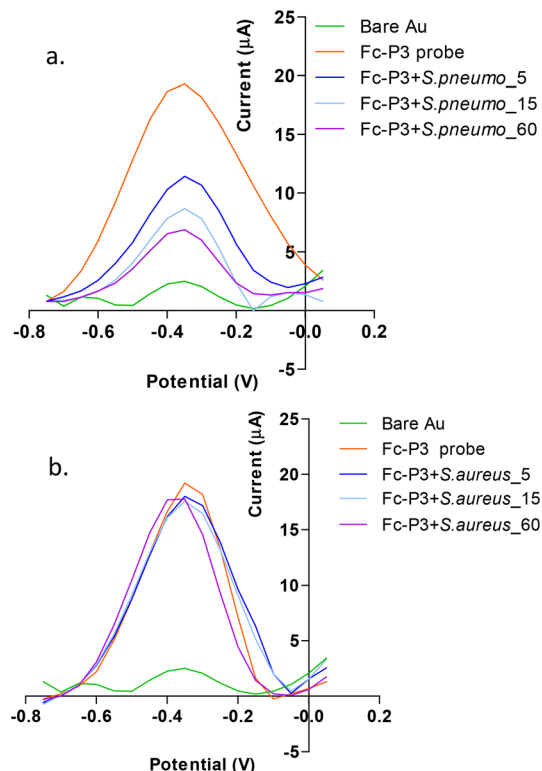 a.
Bare Au
Fc-P3 probe
Fc-P3+S.pneumo_5
Fc-P3+S.pneumo_15
Fc-P3+S.pneumo_60
Current (µA)
25
20
15
10
5
-5
-0.8 -0.6 -0.4 -0.2 -0.0 0.2
Potential (V)
b.
Bare Au
Fc-P3 probe
Fc-P3+S.aureus_5
Fc-P3+S.aureus_15
Fc-P3+S.aureus_60
Current (µA)
25
20
15
10
5
-5
-0.8 -0.6 -0.4 -0.2 -0.0 0.2
Potential (V)